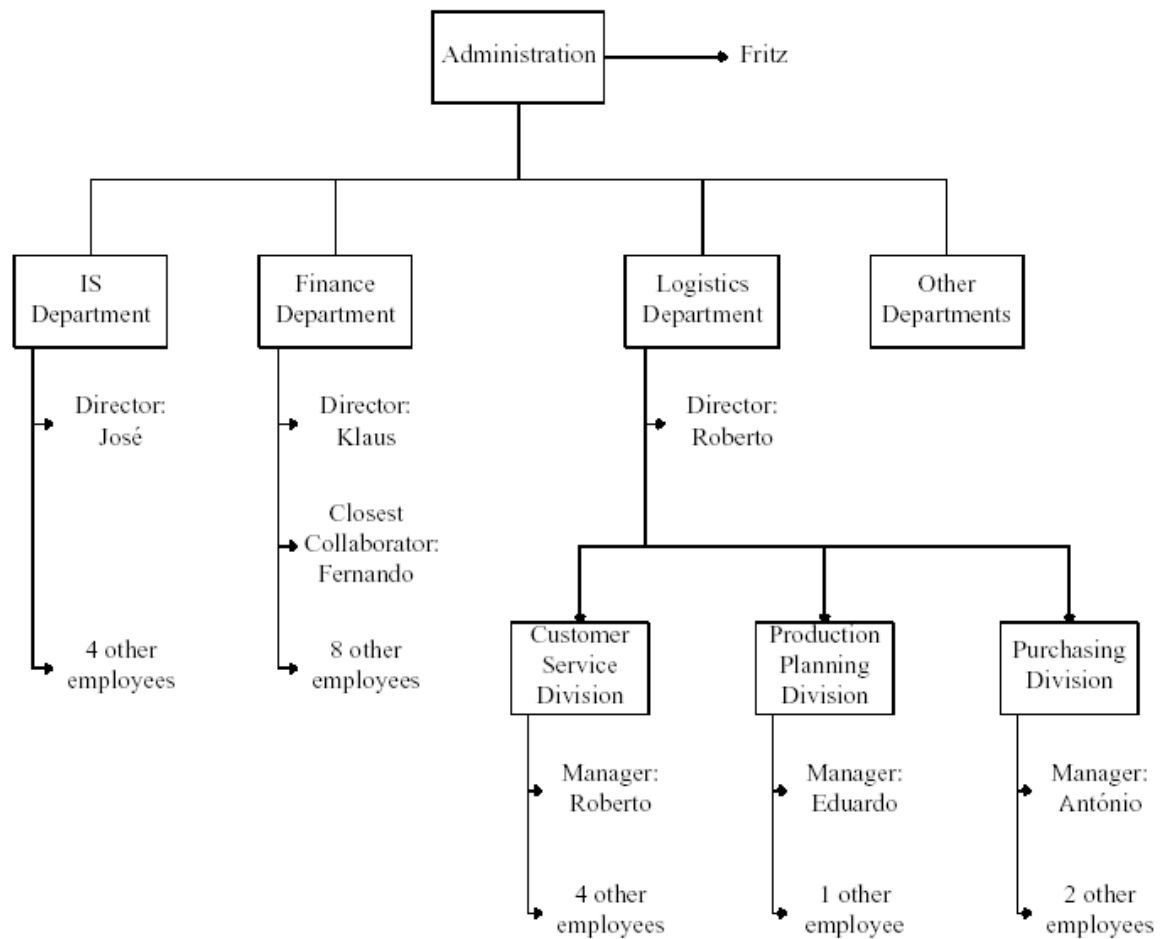 Administration
Fritz
IS
Department
Finance
Department
Logistics
Department
Other
Departments
Director:
José
Director:
Klaus
Director:
Roberto
Closest
Collaborator:
Fernando
4 other
employees
8 other
employees
Customer
Service
Division
Production
Planning
Division
Purchasing
Division
Manager:
Roberto
Manager:
Eduardo
Manager:
António
4 other
employees
1 other
employee
2 other
employees